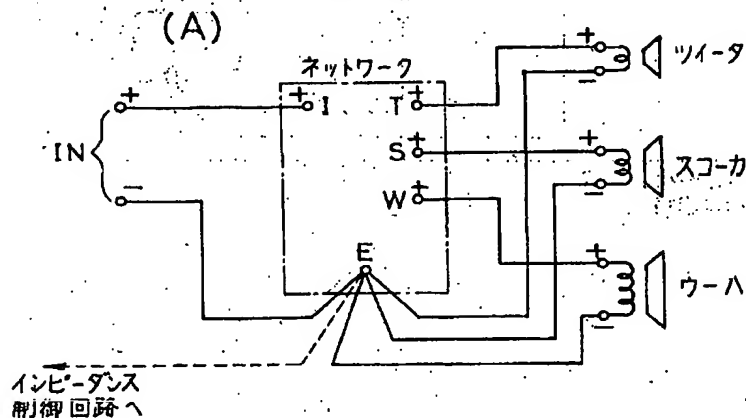 (A)
ネットワーク
IN
+
−
+ I
T +
S +
W +
E
+
−
ツイータ
+
−
スコーカ
+
−
ウーハ
インピーダンス
制御回路へ